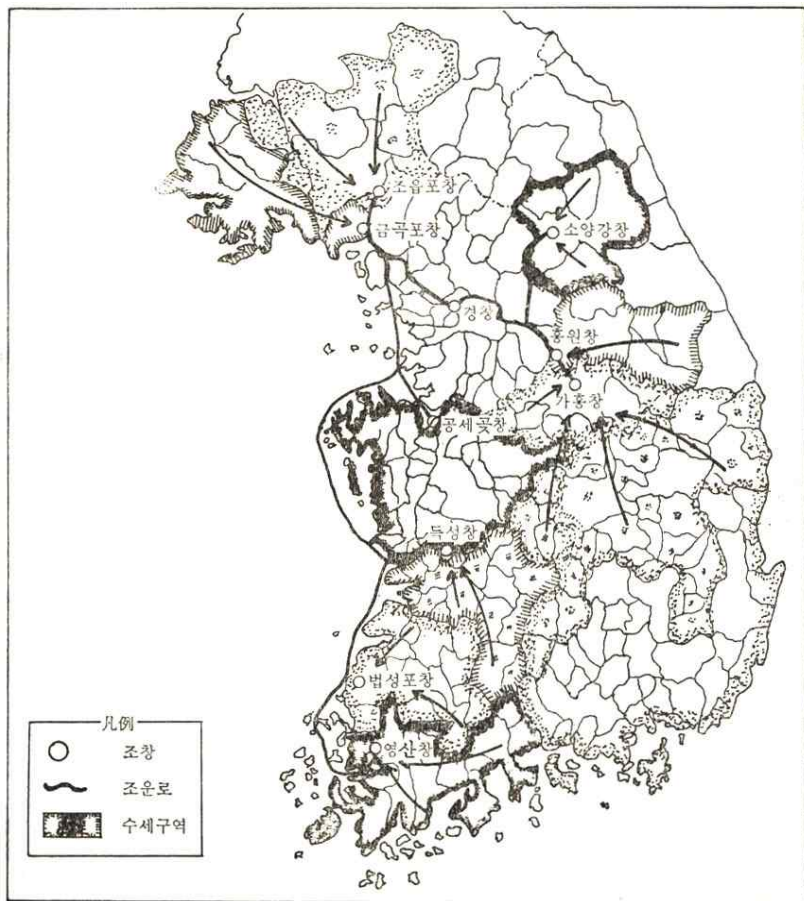 조읍포창
금곡포창
소양강창
경창
흥원창
가흥창
공세곶창
득성창
법성포창
영산창
凡例
조창
조운로
수세구역